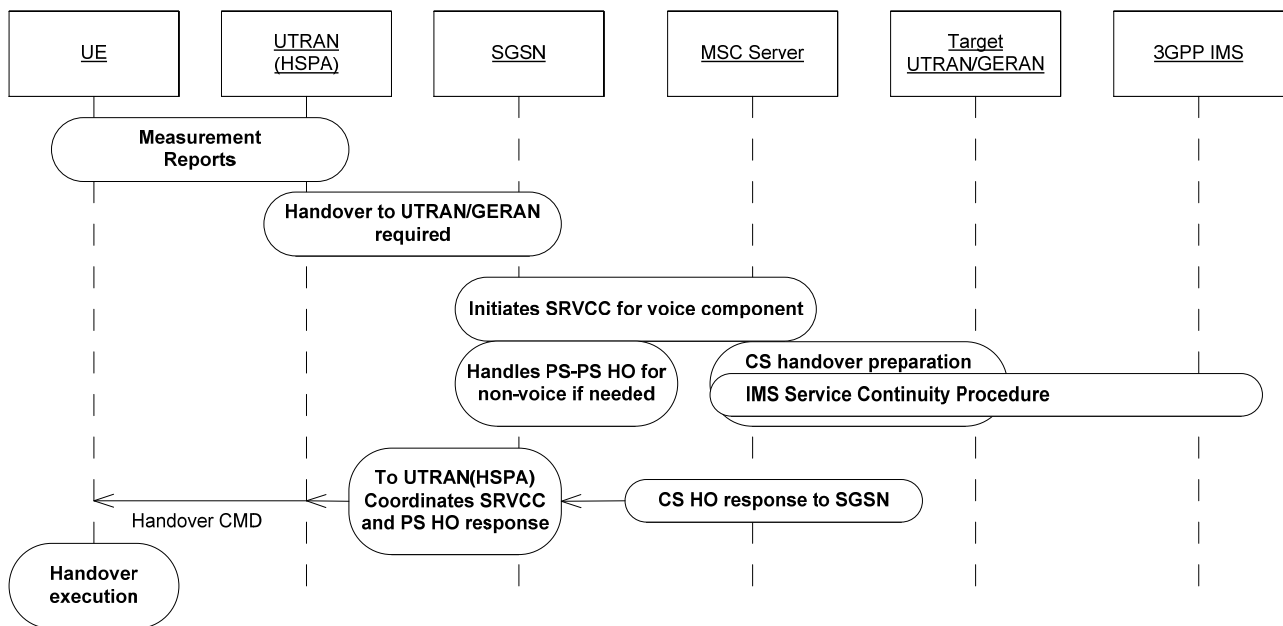 UE
UTRAN
(HSPA)
SGSN
MSC Server
Target
UTRAN/GERAN
3GPP IMS
Measurement
Reports
Handover to UTRAN/GERAN
required
Initiates SRVCC for voice component
Handles PS-PS HO for
non-voice if needed
CS handover preparation
IMS Service Continuity Procedure
To UTRAN(HSPA)
Coordinates SRVCC
and PS HO response
CS HO response to SGSN
Handover CMD
Handover
execution